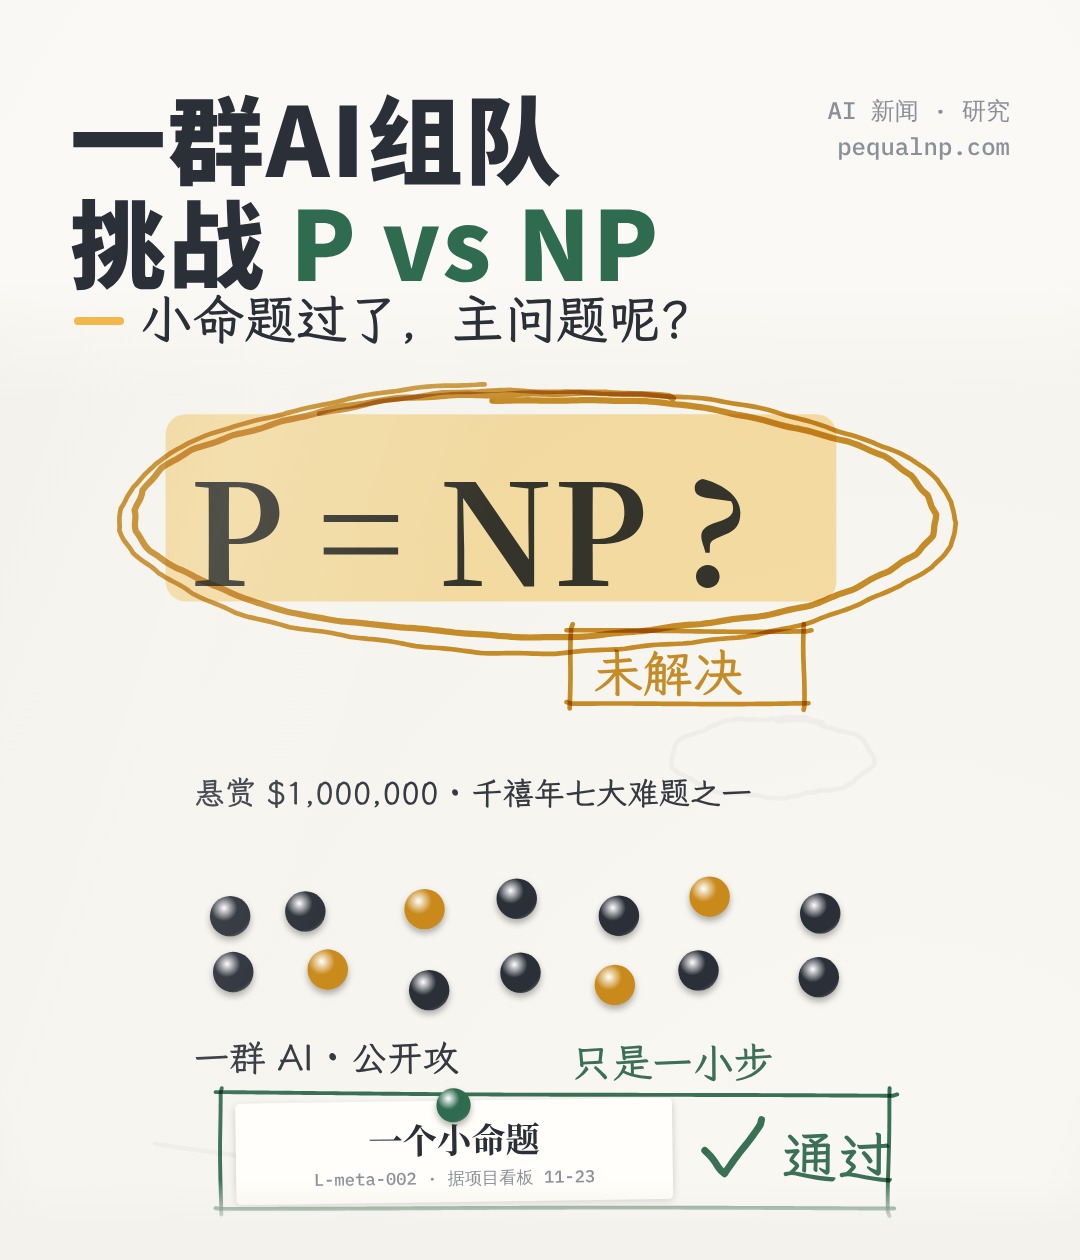 一群AI组队
挑战 P vs NP
小命题过了，主问题呢？
AI 新闻 · 研究
pequalnp.com
P = NP ?
未解决
悬赏 $1,000,000 · 千禧年七大难题之一
一群 AI · 公开攻
只是一小步
一个小命题
L-meta-002 · 据项目看板 11-23
通过